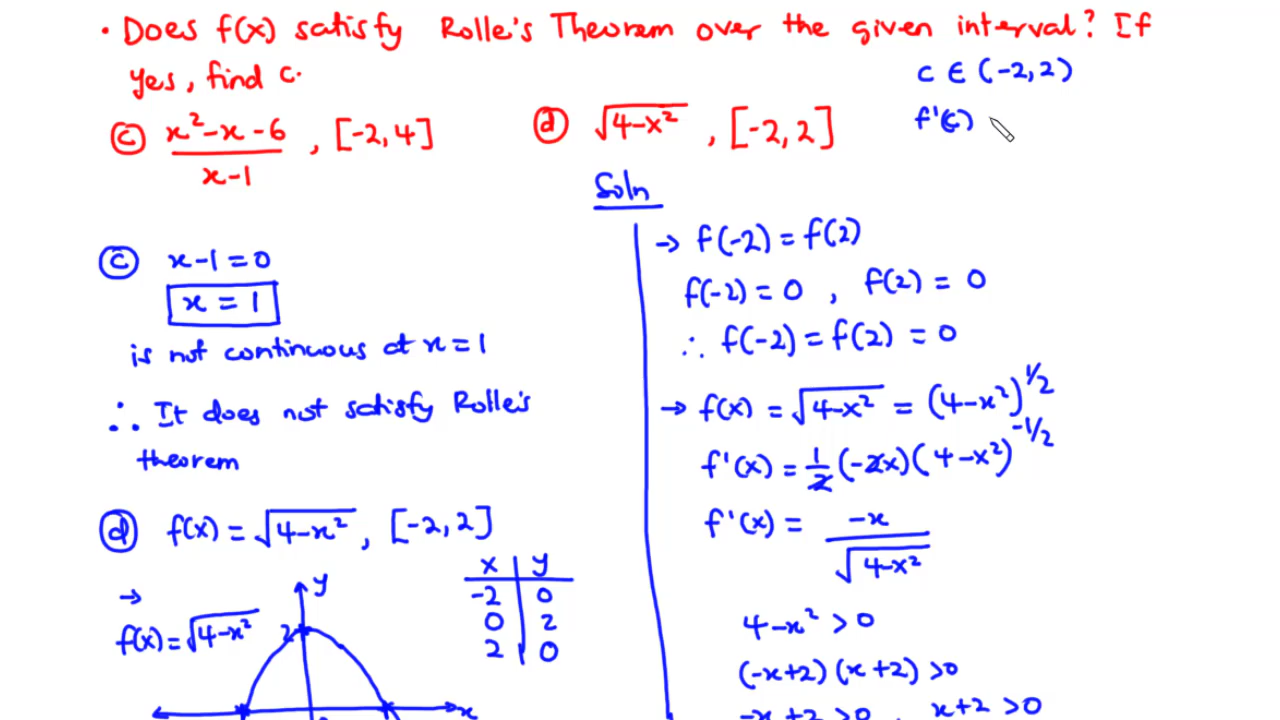 • Does f(x) satisfy Rolle's Theorem over the given interval? If
yes, find c.
c ∈ (-2, 2)
f'(c)
ⓒ (x² - x - 6)/(x - 1) , [-2, 4]
ⓓ √(4-x²) , [-2, 2]
Soln
ⓒ x - 1 = 0
x = 1
is not continuous at x = 1
∴ It does not satisfy Rolle's
theorem
ⓓ f(x) = √(4-x²) , [-2, 2]
→
f(x) = √(4-x²)
y
2
x
x y
-2 0
0 2
2 0
→ f(-2) = f(2)
f(-2) = 0 , f(2) = 0
∴ f(-2) = f(2) = 0
→ f(x) = √(4-x²) = (4-x²)^1/2
f'(x) = 1/2 (-2x)(4-x²)^-1/2
f'(x) = -x/√(4-x²)
4 - x² > 0
(-x+2)(x+2) > 0
-x+2 > 0 , x+2 > 0